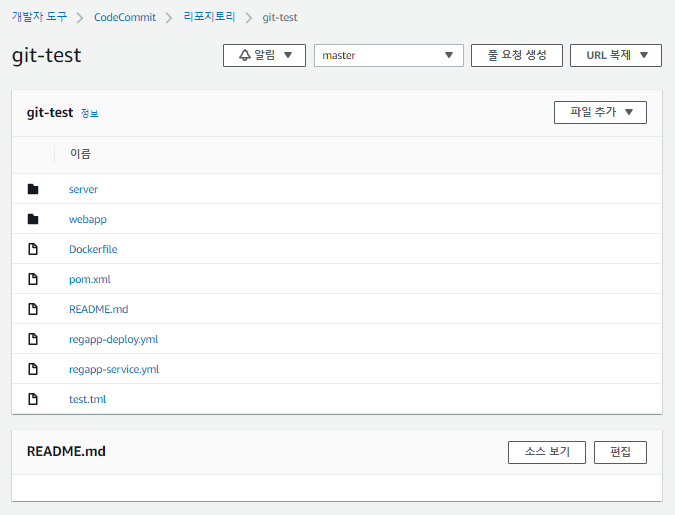 개발자 도구 CodeCommit 리포지토리 git-test
git-test 알림 master 풀 요청 생성 URL 복제
git-test 정보 파일 추가
이름
server
webapp
Dockerfile
pom.xml
README.md
regapp-deploy.yml
regapp-service.yml
test.tml
README.md 소스 보기 편집